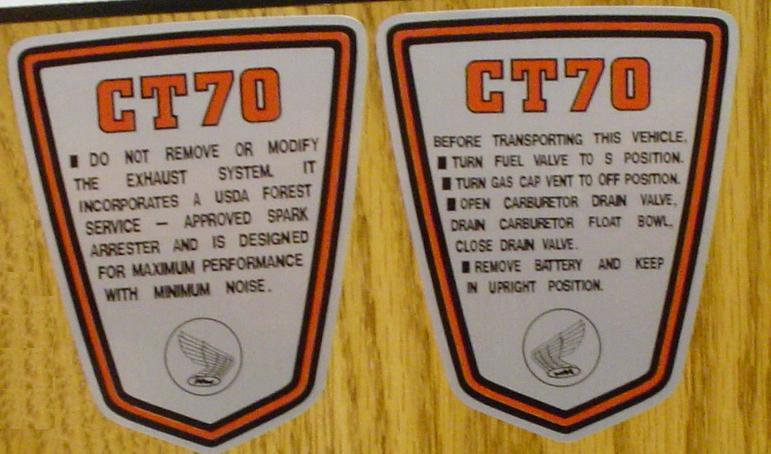 CT70
■ DO NOT REMOVE OR MODIFY
THE EXHAUST SYSTEM. IT
INCORPORATES A USDA FOREST
SERVICE — APPROVED SPARK
ARRESTER AND IS DESIGNED
FOR MAXIMUM PERFORMANCE
WITH MINIMUM NOISE.
CT70
BEFORE TRANSPORTING THIS VEHICLE,
■ TURN FUEL VALVE TO S POSITION.
■ TURN GAS CAP VENT TO OFF POSITION.
■ OPEN CARBURETOR DRAIN VALVE,
DRAIN CARBURETOR FLOAT BOWL,
CLOSE DRAIN VALVE.
■ REMOVE BATTERY AND KEEP
IN UPRIGHT POSITION.